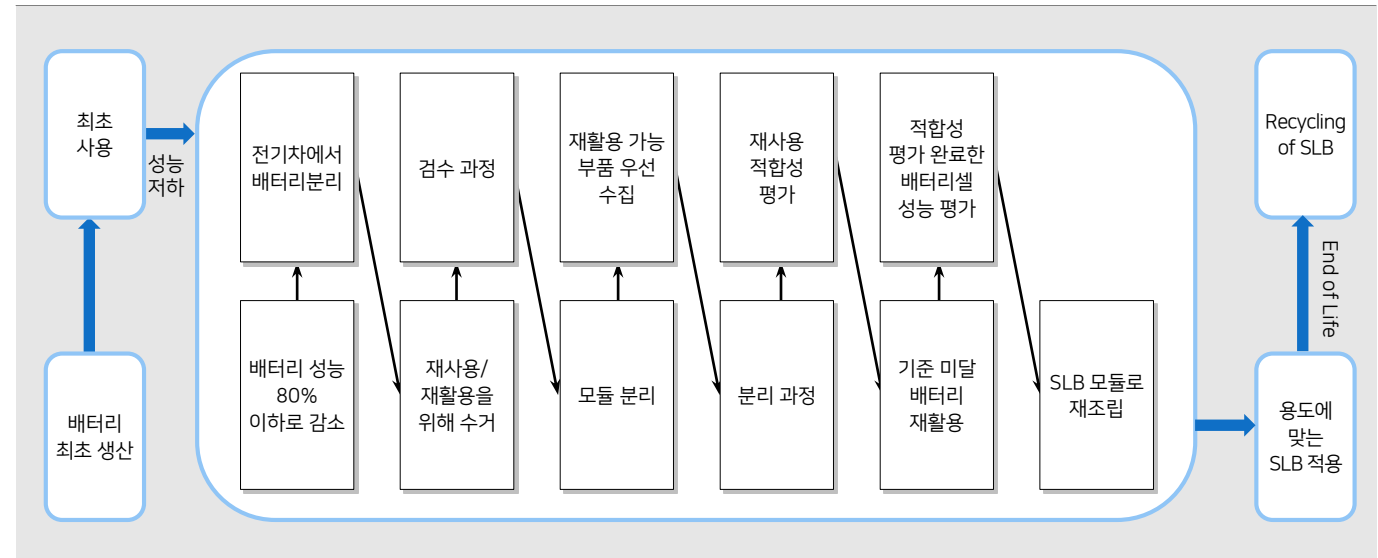 최초
사용
성능
저하
배터리
최초 생산
전기차에서
배터리분리
검수 과정
재활용 가능
부품 우선
수집
재사용
적합성
평가
적합성
평가 완료한
배터리셀
성능 평가
배터리 성능
80%
이하로 감소
재사용/
재활용을
위해 수거
모듈 분리
분리 과정
기준 미달
배터리
재활용
SLB 모듈로
재조립
Recycling
of SLB
End of Life
용도에
맞는
SLB 적용